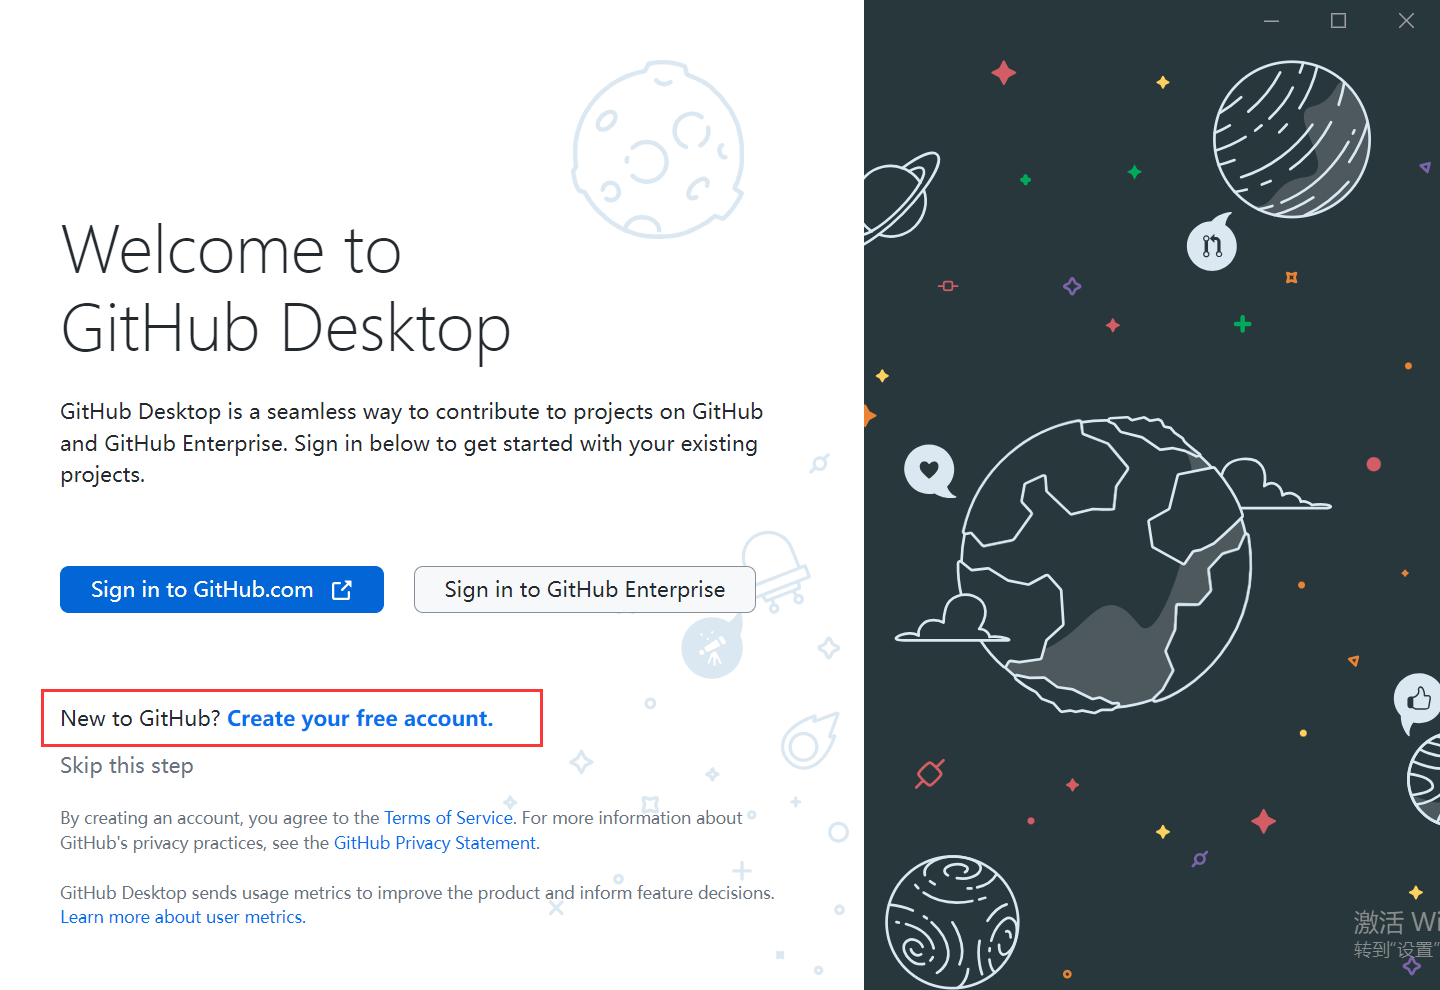 Welcome to
GitHub Desktop
GitHub Desktop is a seamless way to contribute to projects on GitHub
and GitHub Enterprise. Sign in below to get started with your existing
projects.
Sign in to GitHub.com
Sign in to GitHub Enterprise
New to GitHub? Create your free account.
Skip this step
By creating an account, you agree to the Terms of Service. For more information about
GitHub's privacy practices, see the GitHub Privacy Statement.
GitHub Desktop sends usage metrics to improve the product and inform feature decisions.
Learn more about user metrics.
激活 Wi
转到“设置”